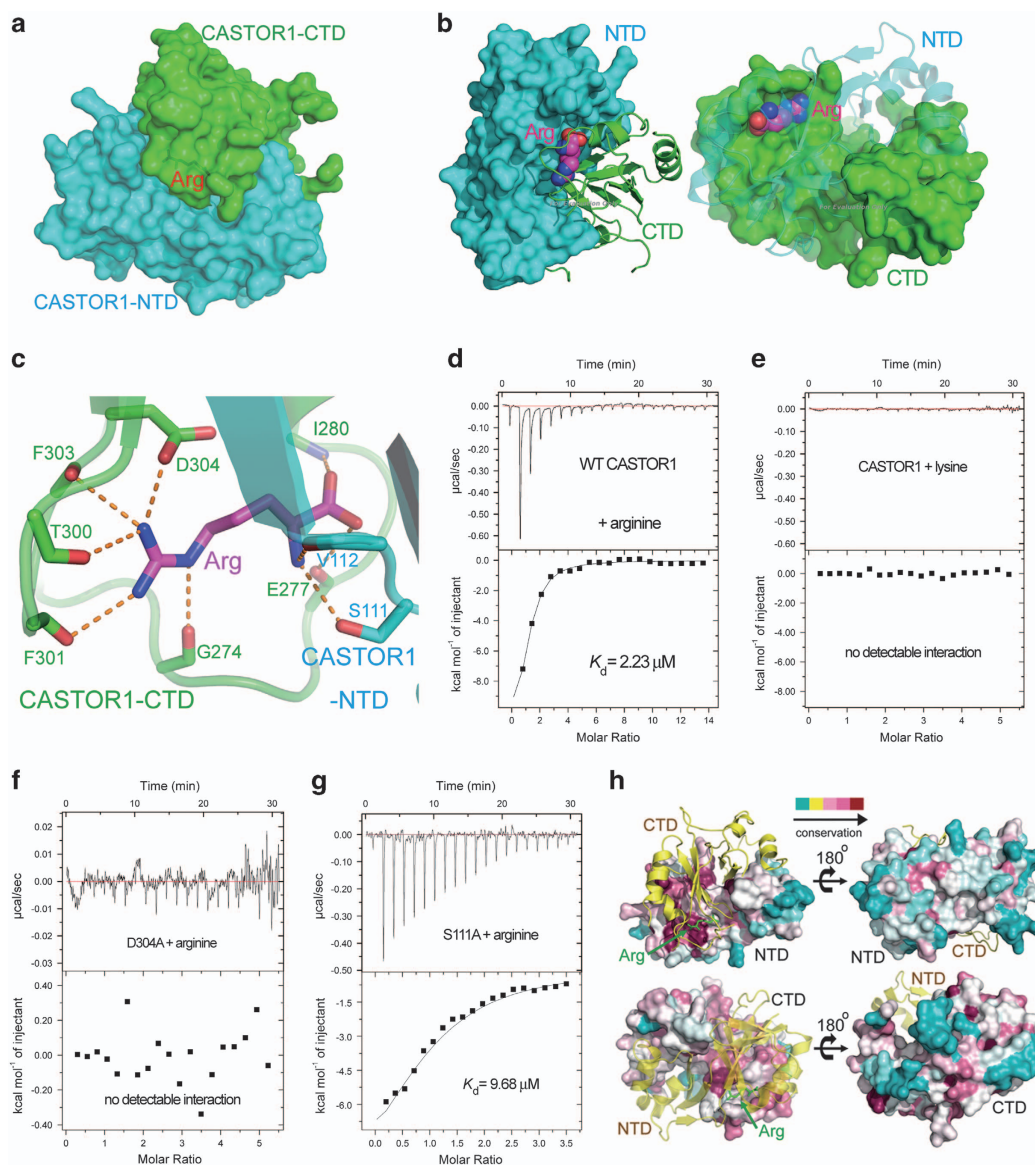 a
CASTOR1-CTD
Arg
CASTOR1-NTD
b
NTD
Arg
CTD
For Evaluation Only
NTD
Arg
For Evaluation Only
CTD
c
F303
D304
I280
T300
Arg
V112
E277
S111
F301
G274
CASTOR1-CTD
CASTOR1
-NTD
d
Time (min)
0 10 20 30
µcal/sec
0.00
-0.10
-0.20
-0.30
-0.40
-0.50
-0.60
WT CASTOR1
+ arginine
kcal mol⁻¹ of injectant
0.00
-2.0
-4.0
-6.0
-8.0
Kd = 2.23 µM
0 2 4 6 8 10 12 14
Molar Ratio
e
Time (min)
0 10 20 30
µcal/sec
0.00
-0.10
-0.20
-0.30
-0.40
-0.50
-0.60
CASTOR1 + lysine
kcal mol⁻¹ of injectant
0.00
-2.00
-4.00
-6.00
-8.00
no detectable interaction
0 1 2 3 4 5
Molar Ratio
f
Time (min)
0 10 20 30
µcal/sec
0.02
0.01
0.00
-0.01
-0.02
-0.03
D304A + arginine
kcal mol⁻¹ of injectant
0.40
0.20
0.00
-0.20
-0.40
no detectable interaction
0 1 2 3 4 5
Molar Ratio
g
Time (min)
0 10 20 30
µcal/sec
0.00
-0.10
-0.20
-0.30
-0.40
-0.50
S111A + arginine
kcal mol⁻¹ of injectant
-1.5
-3.0
-4.5
-6.0
Kd = 9.68 µM
0.0 0.5 1.0 1.5 2.0 2.5 3.0 3.5
Molar Ratio
h
conservation
CTD
180°
Arg
NTD
CTD
CTD
180°
NTD
Arg
NTD
CTD